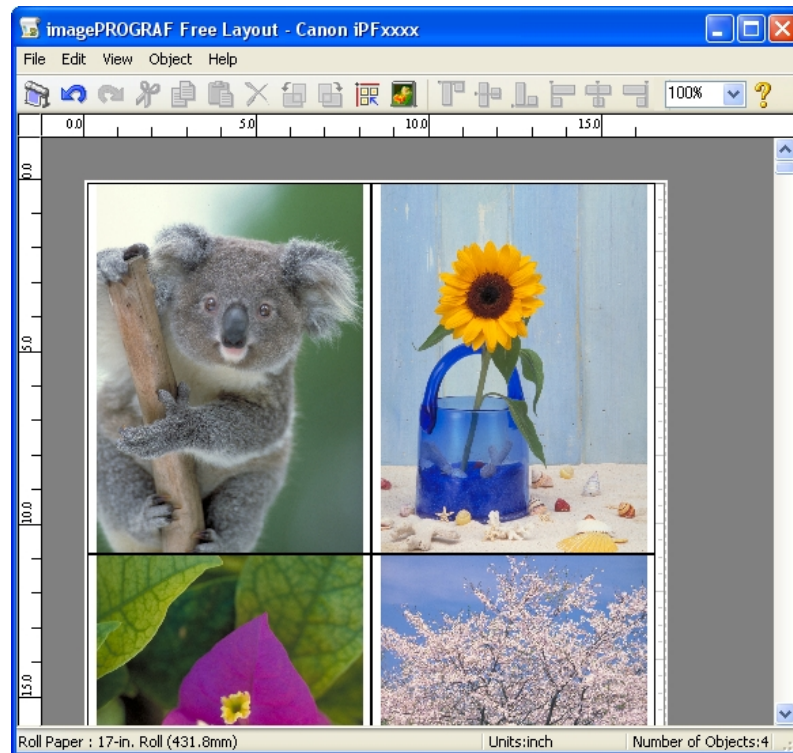 imagePROGRAF Free Layout - Canon iPFxxxx
File Edit View Object Help
100%
0.0 5.0 10.0 15.0
0.0
5.0
10.0
15.0
Roll Paper : 17-in. Roll (431.8mm) Units:inch Number of Objects:4